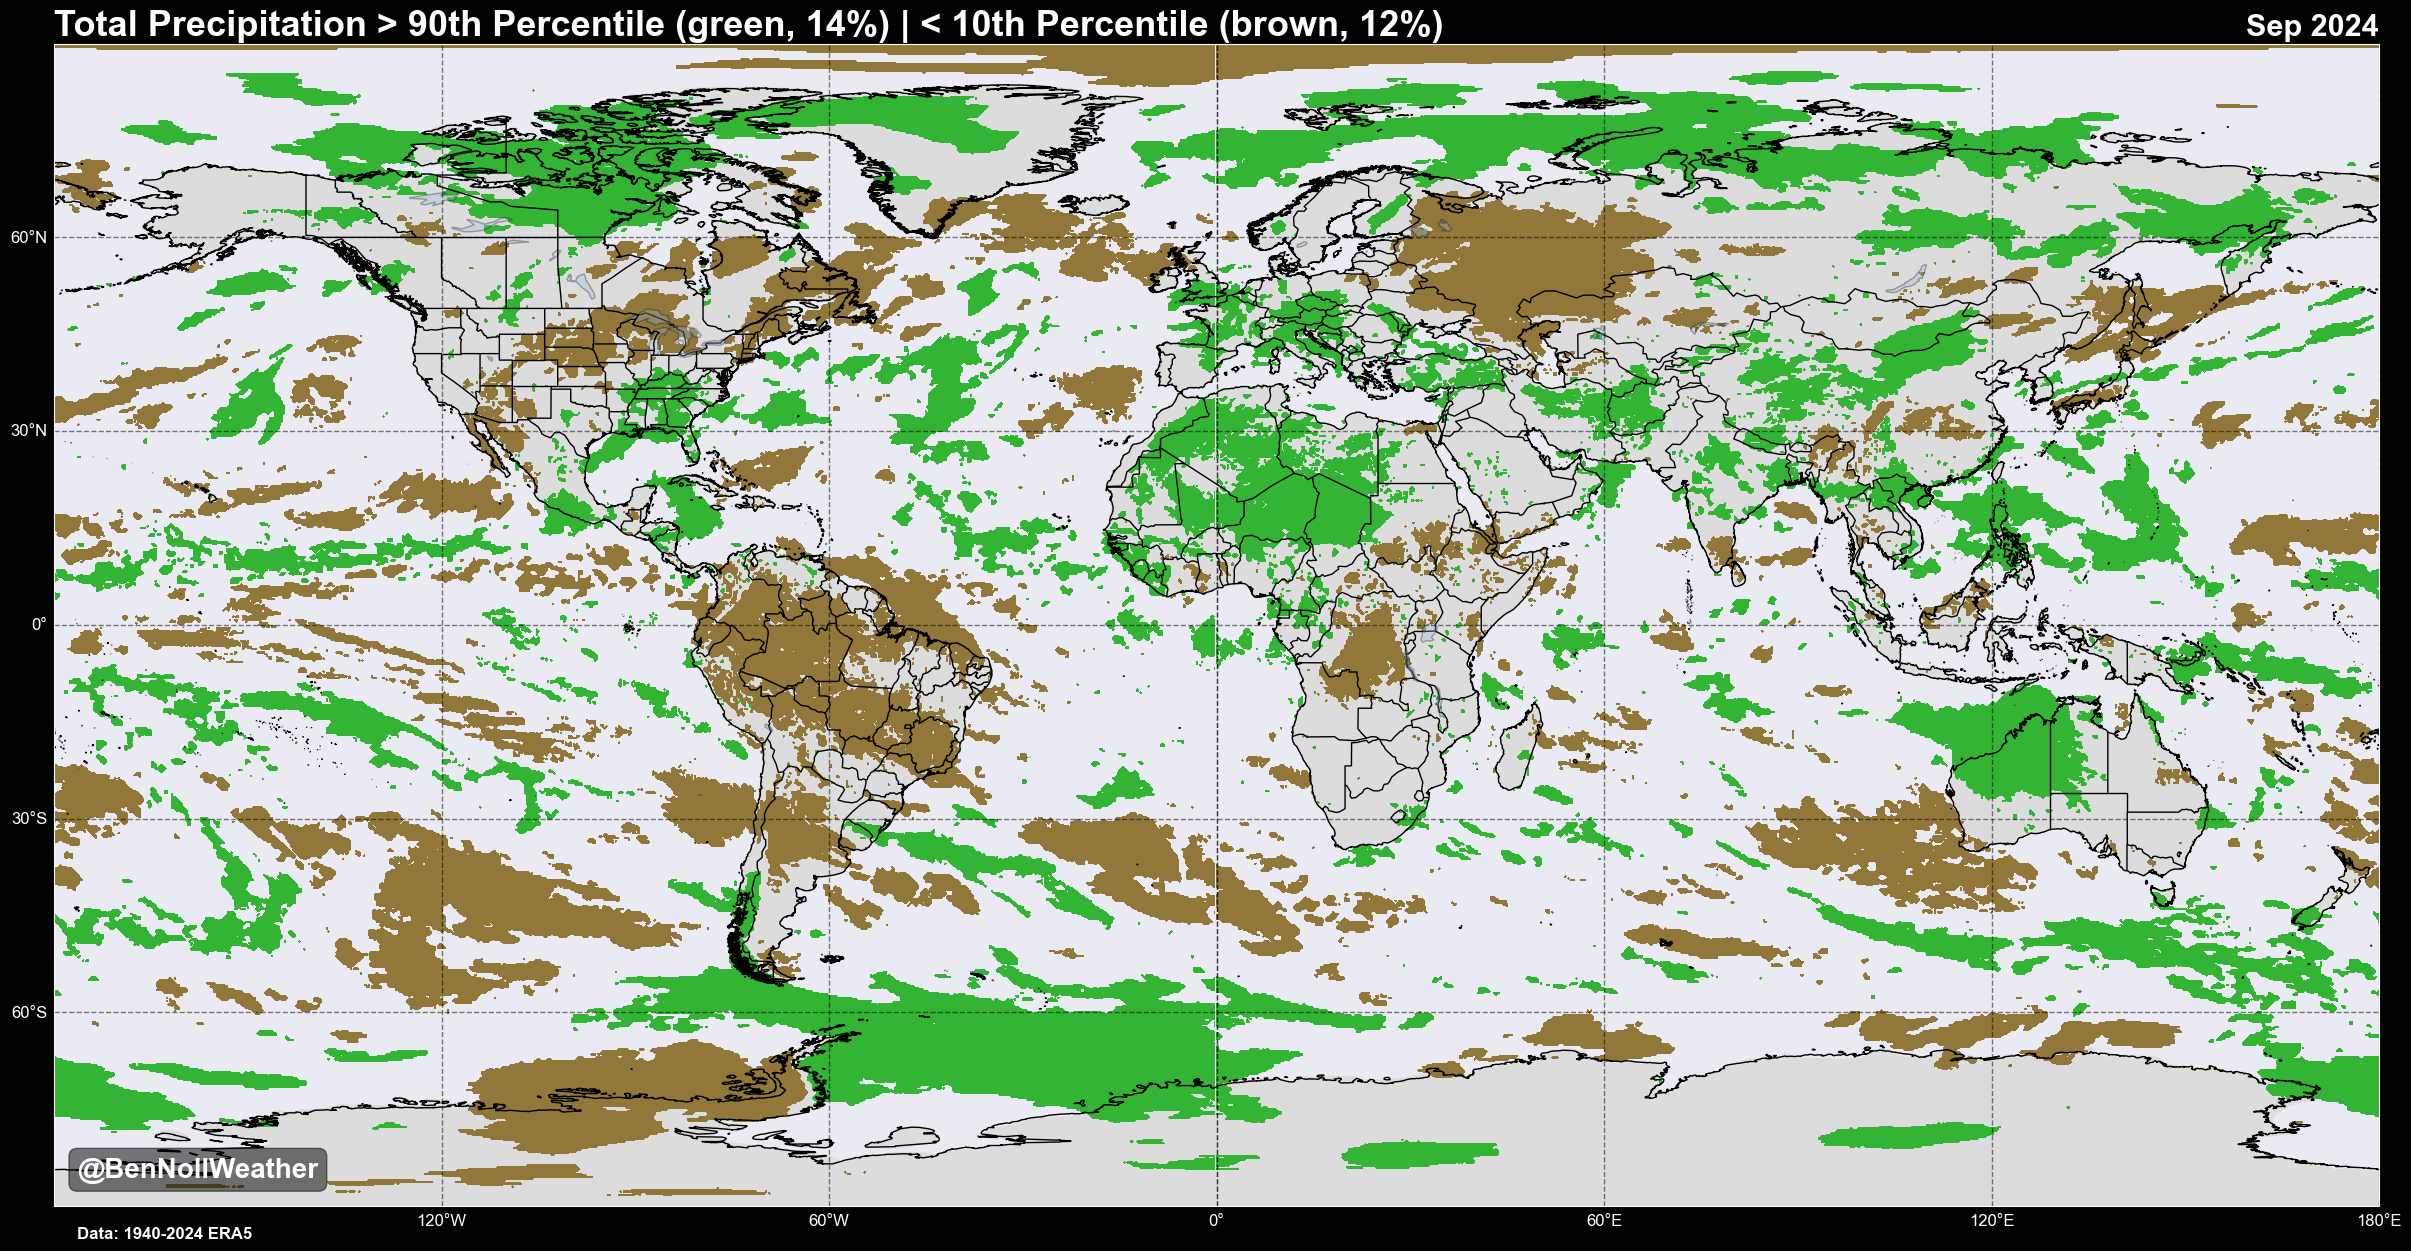 Total Precipitation > 90th Percentile (green, 14%) | < 10th Percentile (brown, 12%)
Sep 2024
60°N
30°N
0°
30°S
60°S
@BenNollWeather
120°W
60°W
0°
60°E
120°E
180°E
Data: 1940-2024 ERA5